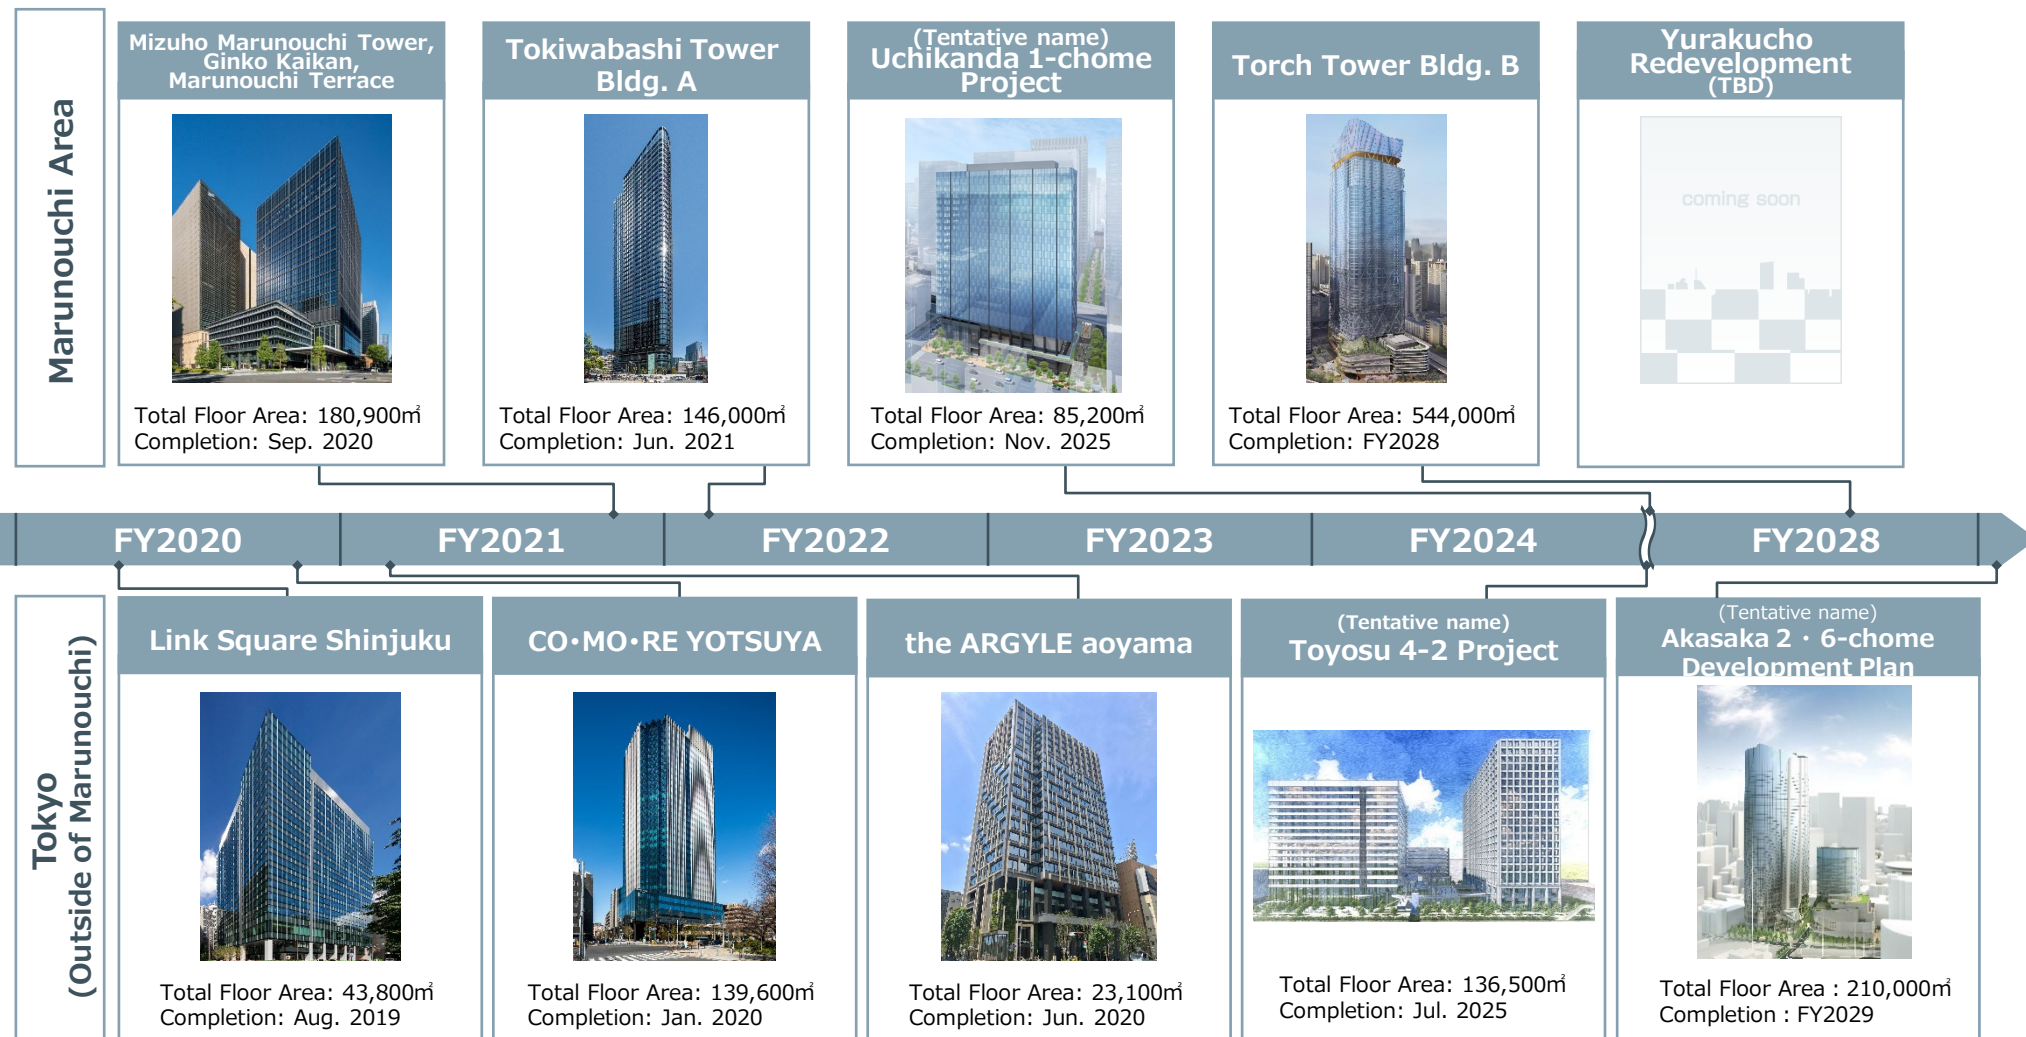 Marunouchi Area
Mizuho Marunouchi Tower,
Ginko Kaikan,
Marunouchi Terrace
Total Floor Area: 180,900㎡
Completion: Sep. 2020
Tokiwabashi Tower
Bldg. A
Total Floor Area: 146,000㎡
Completion: Jun. 2021
(Tentative name)
Uchikanda 1-chome
Project
Total Floor Area: 85,200㎡
Completion: Nov. 2025
Torch Tower Bldg. B
Total Floor Area: 544,000㎡
Completion: FY2028
Yurakucho
Redevelopment
(TBD)
coming soon
FY2020
FY2021
FY2022
FY2023
FY2024
FY2028
Tokyo
(Outside of Marunouchi)
Link Square Shinjuku
Total Floor Area: 43,800㎡
Completion: Aug. 2019
CO・MO・RE YOTSUYA
Total Floor Area: 139,600㎡
Completion: Jan. 2020
the ARGYLE aoyama
Total Floor Area: 23,100㎡
Completion: Jun. 2020
(Tentative name)
Toyosu 4-2 Project
Total Floor Area: 136,500㎡
Completion: Jul. 2025
(Tentative name)
Akasaka 2・6-chome
Development Plan
Total Floor Area : 210,000㎡
Completion : FY2029